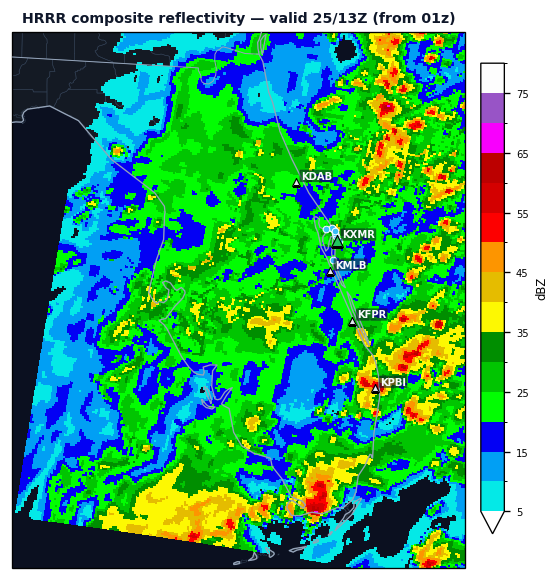 HRRR composite reflectivity — valid 25/13Z (from 01z)
KDAB
KXMR
KMLB
KFPR
KPBI
75
65
55
45
35
25
15
5
dBZ